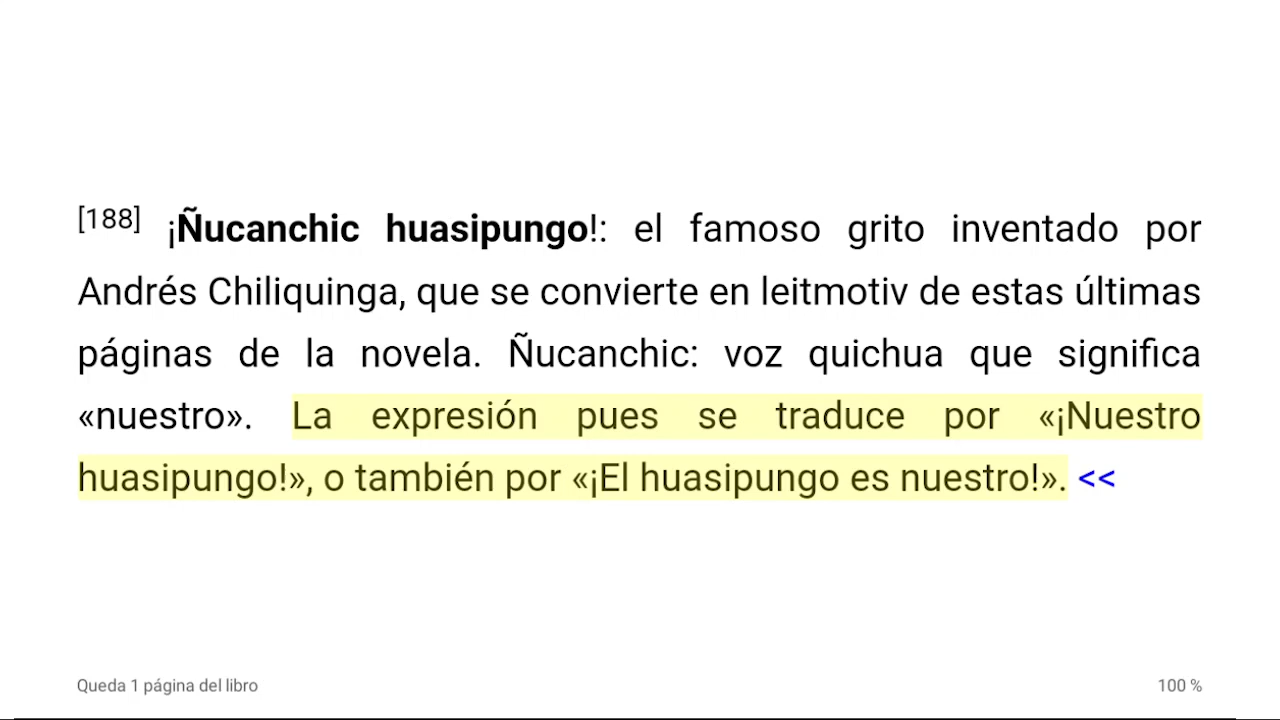 [188] ¡Ñucanchic huasipungo!: el famoso grito inventado por
Andrés Chiliquinga, que se convierte en leitmotiv de estas últimas
páginas de la novela. Ñucanchic: voz quichua que significa
«nuestro». La expresión pues se traduce por «¡Nuestro
huasipungo!», o también por «¡El huasipungo es nuestro!». <<
Queda 1 página del libro
100 %